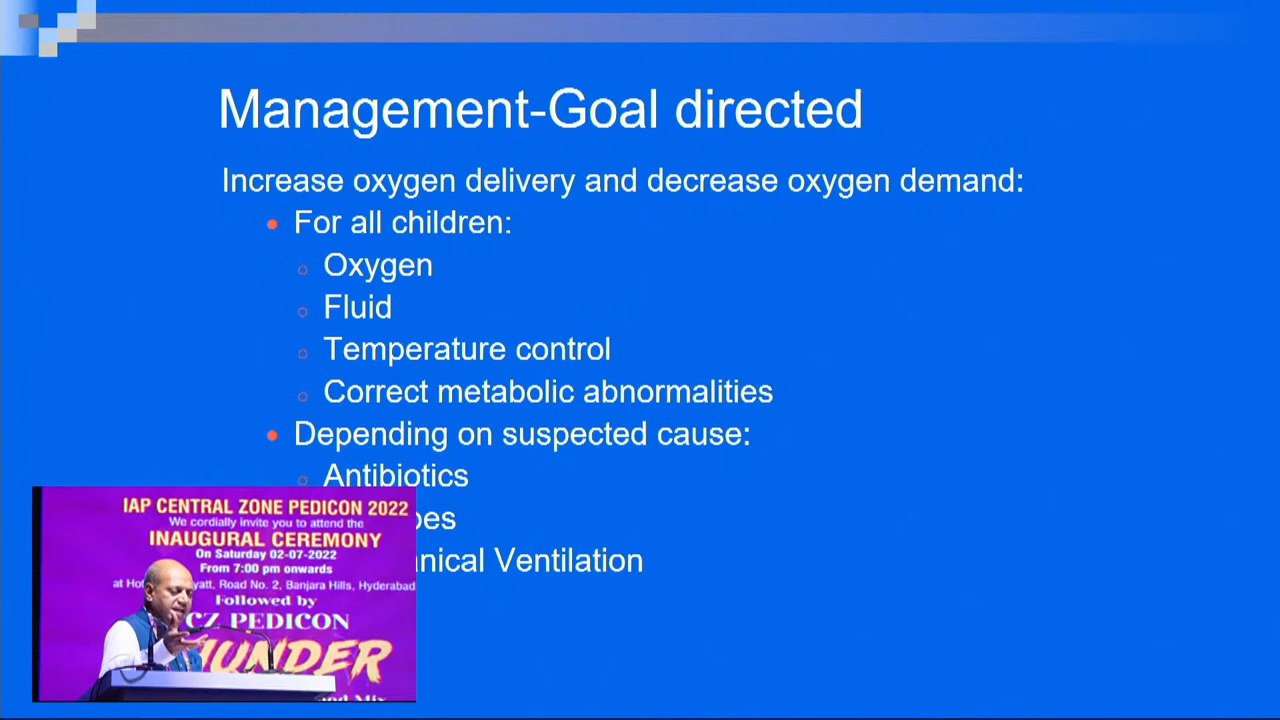 Management-Goal directed
Increase oxygen delivery and decrease oxygen demand:
For all children:
Oxygen
Fluid
Temperature control
Correct metabolic abnormalities
Depending on suspected cause:
Antibiotics
Ventilation
IAP CENTRAL ZONE PEDICON 2022
We cordially invite you to attend the
INAUGURAL CEREMONY
On Saturday 02-07-2022
From 7:00 pm onwards
at Road No. 2, Banjara Hills, Hyderabad
Followed by
CZ PEDICON